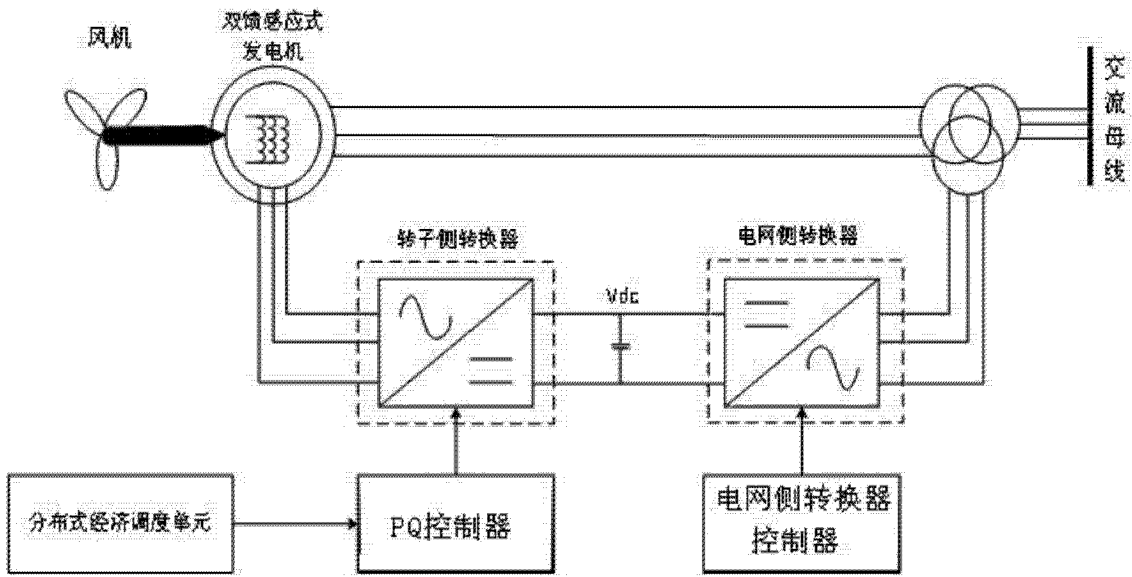 双馈感应式
发电机
风机
交流母线
转子侧转换器
电网侧转换器
Vdc
分布式经济调度单元
PQ控制器
电网侧转换器
控制器